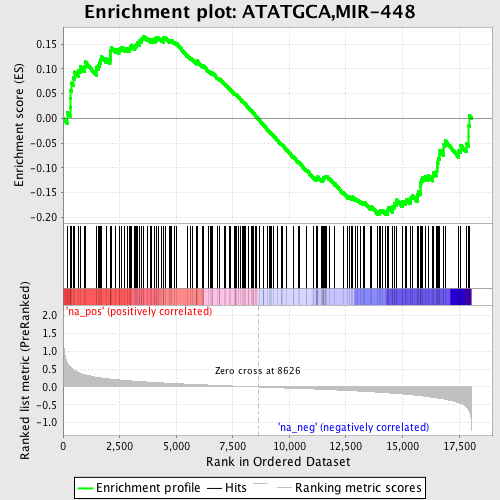 Enrichment plot: ATATGCA,MIR-448
Enrichment score (ES)
0.15
0.10
0.05
0.00
-0.05
-0.10
-0.15
-0.20
'na_pos' (positively correlated)
Ranked list metric (PreRanked)
2.0
1.5
1.0
0.5
0.0
-0.5
-1.0
Zero cross at 8626
'na_neg' (negatively correlated)
0
2,500
5,000
7,500
10,000
12,500
15,000
17,500
Rank in Ordered Dataset
Enrichment profile
Hits
Ranking metric scores